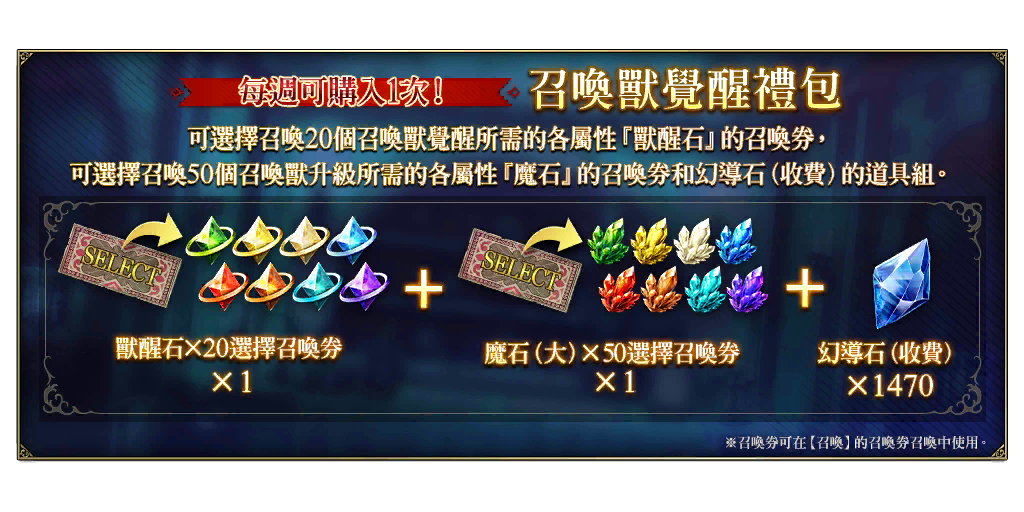 每週可購入1次！ 召喚獸覺醒禮包
可選擇召喚20個召喚獸覺醒所需的各屬性『獸醒石』的召喚券，
可選擇召喚50個召喚獸升級所需的各屬性『魔石』的召喚券和幻導石（收費）的道具組。
SELECT
SELECT
獸醒石×20選擇召喚券
×1
魔石（大）×50選擇召喚券
×1
幻導石（收費）
×1470
※召喚券可在【召喚】的召喚券召喚中使用。